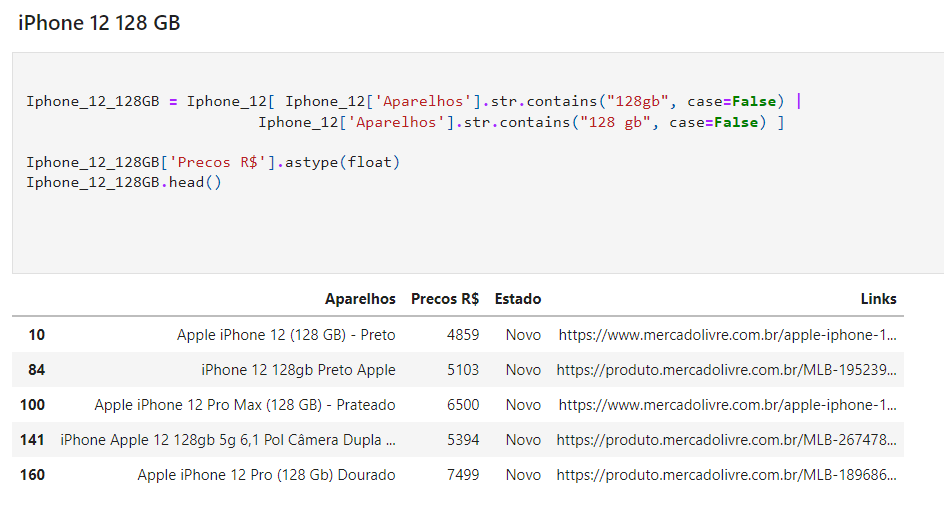 iPhone 12 128 GB
Iphone_12_128GB = Iphone_12[ Iphone_12['Aparelhos'].str.contains("128gb", case=False) |
Iphone_12['Aparelhos'].str.contains("128 gb", case=False) ]
Iphone_12_128GB['Precos R$'].astype(float)
Iphone_12_128GB.head()
Aparelhos Precos R$ Estado Links
10 Apple iPhone 12 (128 GB) - Preto 4859 Novo https://www.mercadolivre.com.br/apple-iphone-1...
84 iPhone 12 128gb Preto Apple 5103 Novo https://produto.mercadolivre.com.br/MLB-195239...
100 Apple iPhone 12 Pro Max (128 GB) - Prateado 6500 Novo https://www.mercadolivre.com.br/apple-iphone-1...
141 iPhone Apple 12 128gb 5g 6,1 Pol Câmera Dupla ... 5394 Novo https://produto.mercadolivre.com.br/MLB-267478...
160 Apple iPhone 12 Pro (128 Gb) Dourado 7499 Novo https://produto.mercadolivre.com.br/MLB-189686...